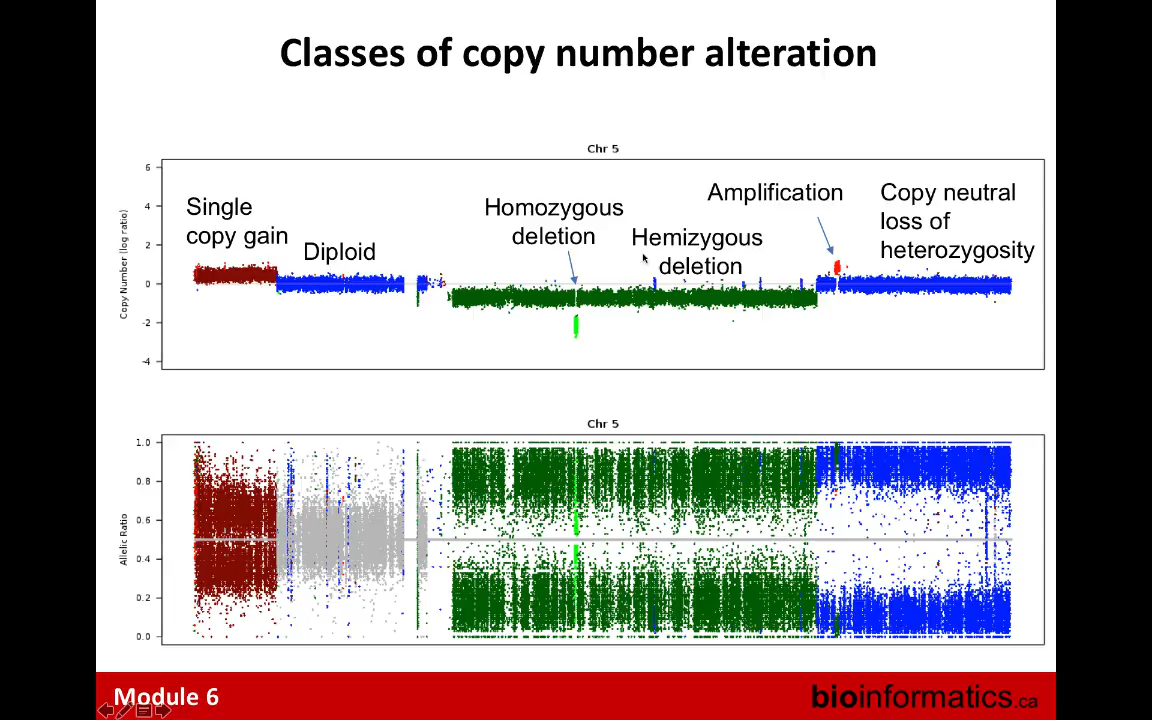 Classes of copy number alteration
Chr 5
Copy Number (log ratio)
6
4
2
0
-2
-4
Single
copy gain
Diploid
Homozygous
deletion
Hemizygous
deletion
Amplification
Copy neutral
loss of
heterozygosity
Chr 5
Allelic Ratio
1.0
0.8
0.6
0.4
0.2
0.0
Module 6
bioinformatics.ca